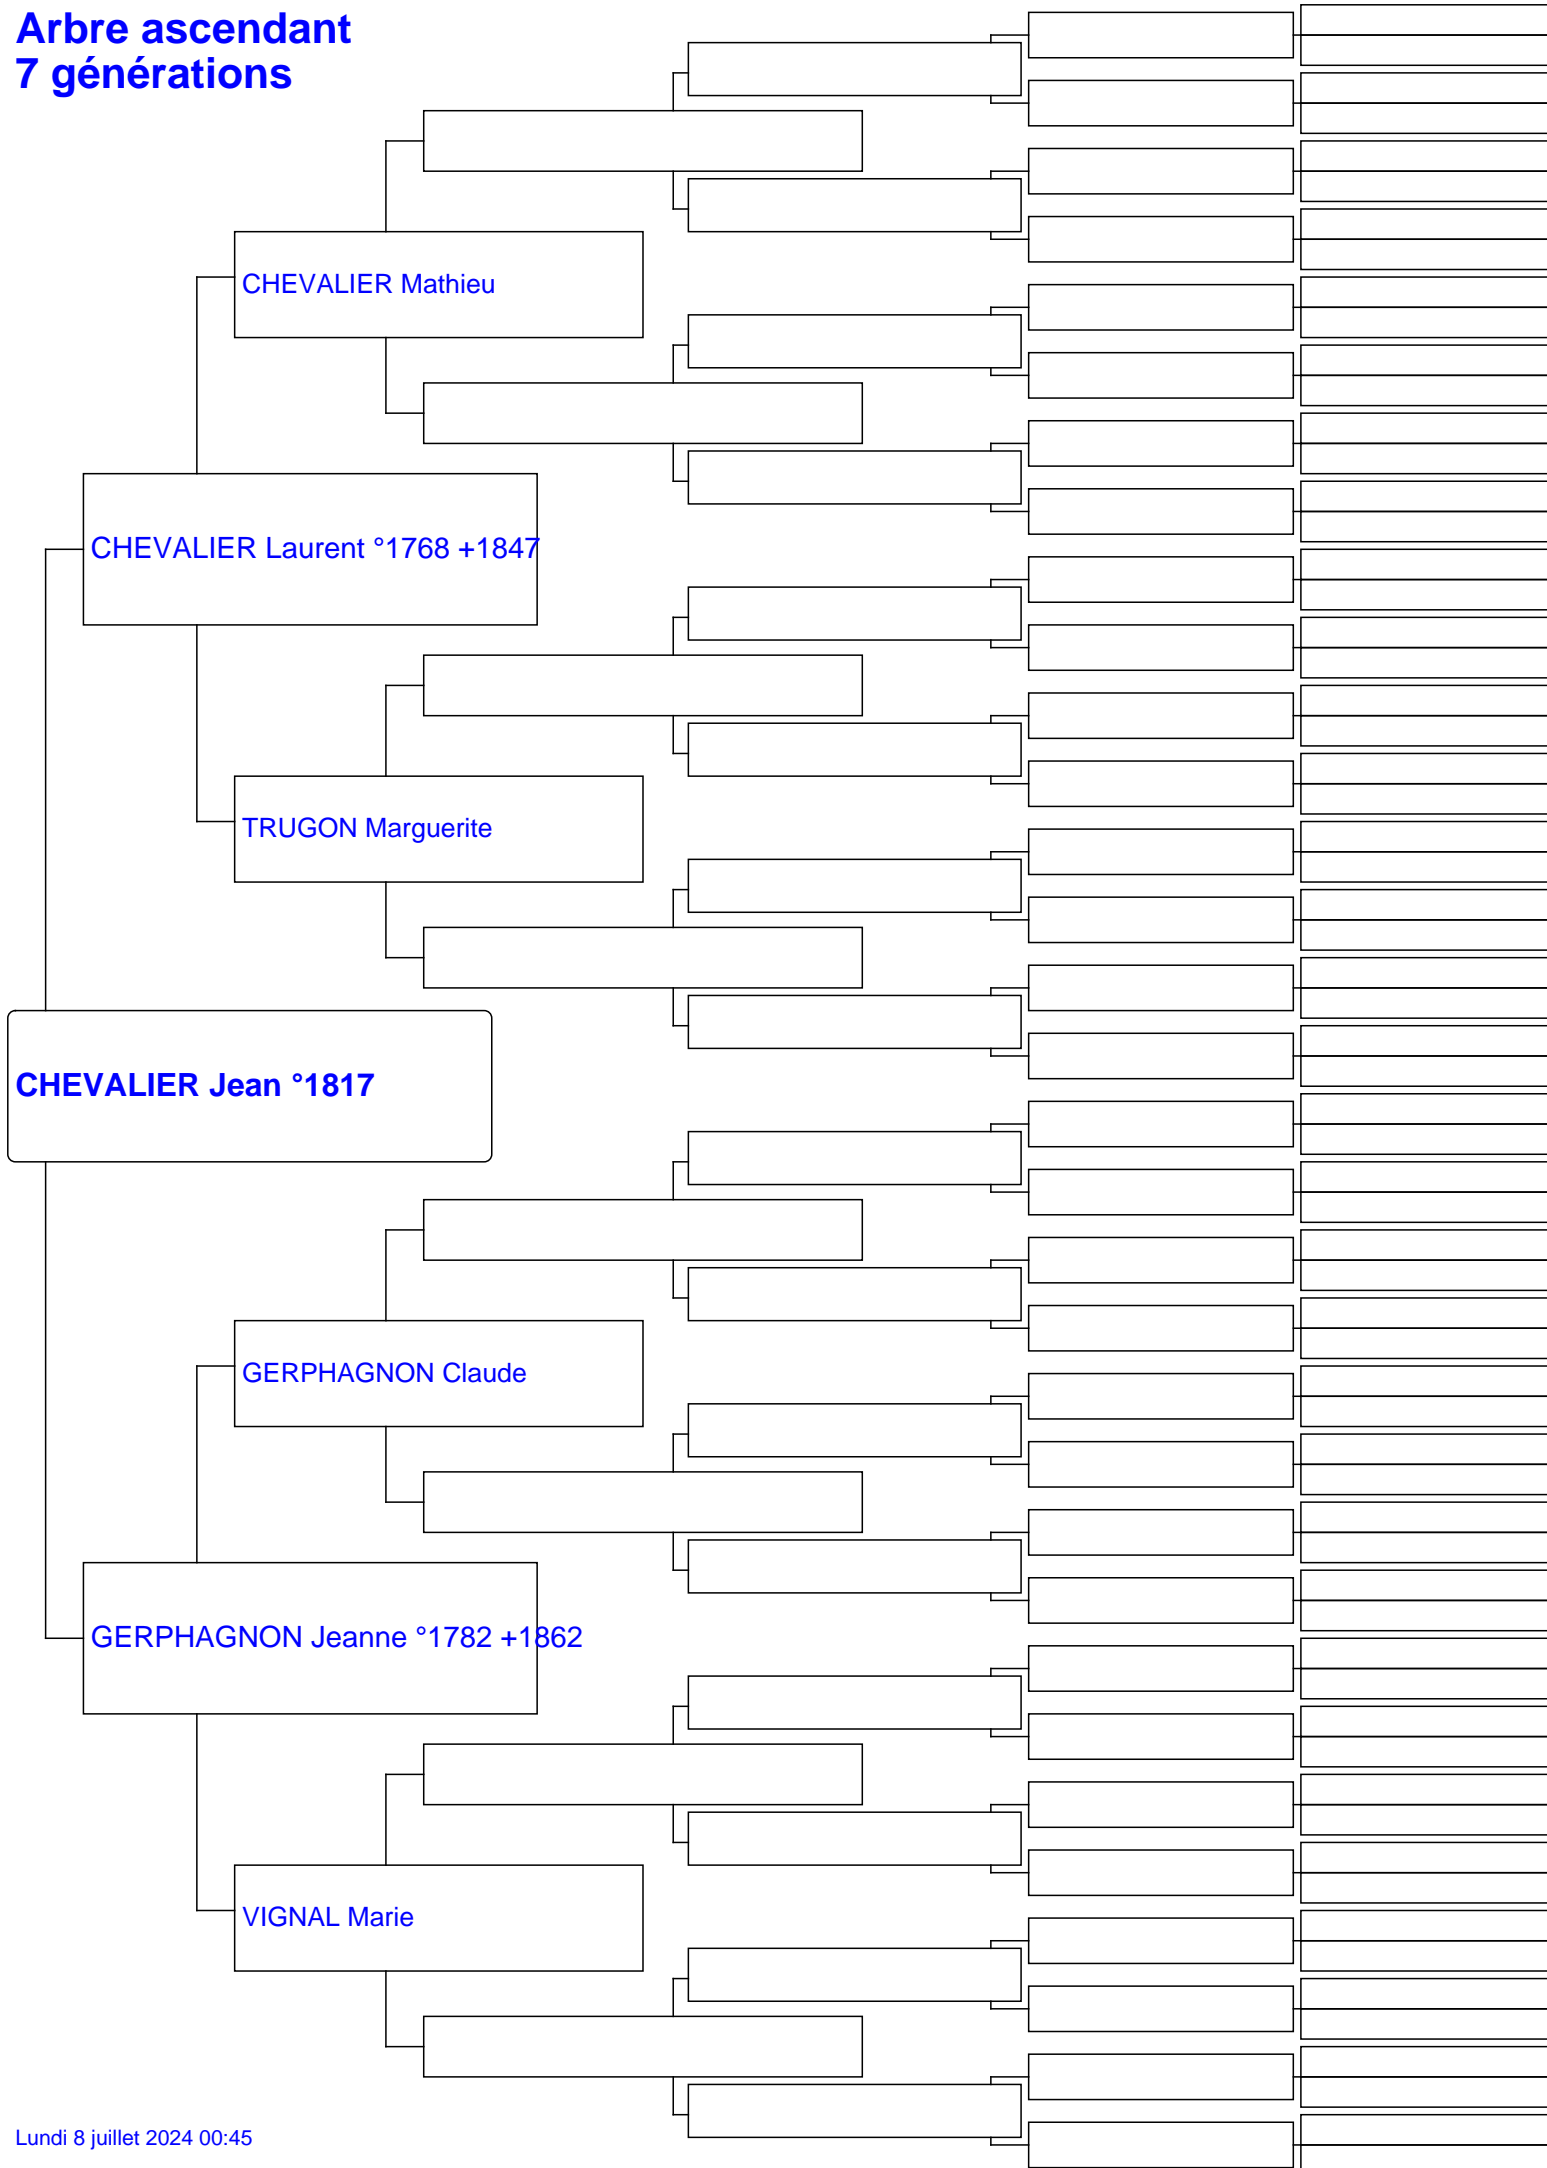 Arbre ascendant
7 générations
CHEVALIER Mathieu
CHEVALIER Laurent °1768 +1847
TRUGON Marguerite
CHEVALIER Jean °1817
GERPHAGNON Claude
GERPHAGNON Jeanne °1782 +1862
VIGNAL Marie
Lundi 8 juillet 2024 00:45